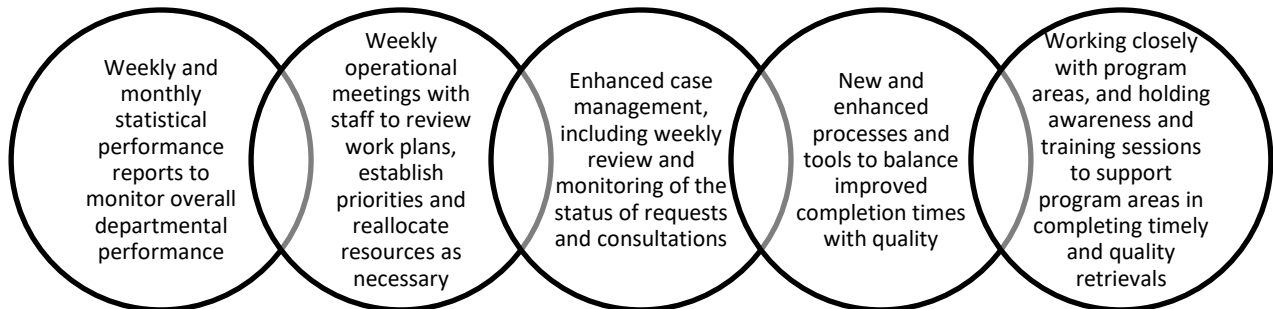 Weekly and
monthly
statistical
performance
reports to
monitor overall
departmental
performance
Weekly
operational
meetings with
staff to review
work plans,
establish
priorities and
reallocate
resources as
necessary
Enhanced case
management,
including weekly
review and
monitoring of the
status of requests
and consultations
New and
enhanced
processes and
tools to balance
improved
completion times
with quality
Working closely
with program
areas, and holding
awareness and
training sessions
to support
program areas in
completing timely
and quality
retrievals